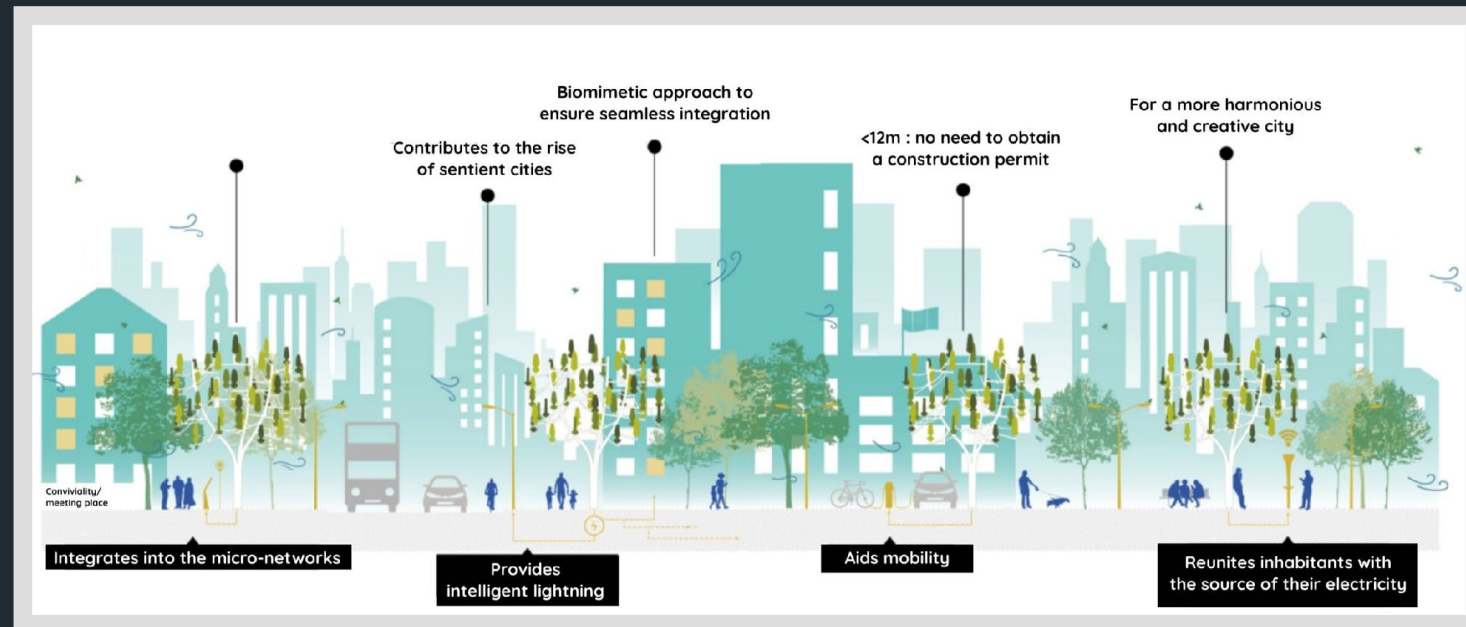 Biomimetic approach to
ensure seamless integration
For a more harmonious
and creative city
<12m : no need to obtain
a construction permit
Contributes to the rise
of sentient cities
Conviviality/
meeting place
Integrates into the micro-networks
Provides
intelligent lightning
Aids mobility
Reunites inhabitants with
the source of their electricity